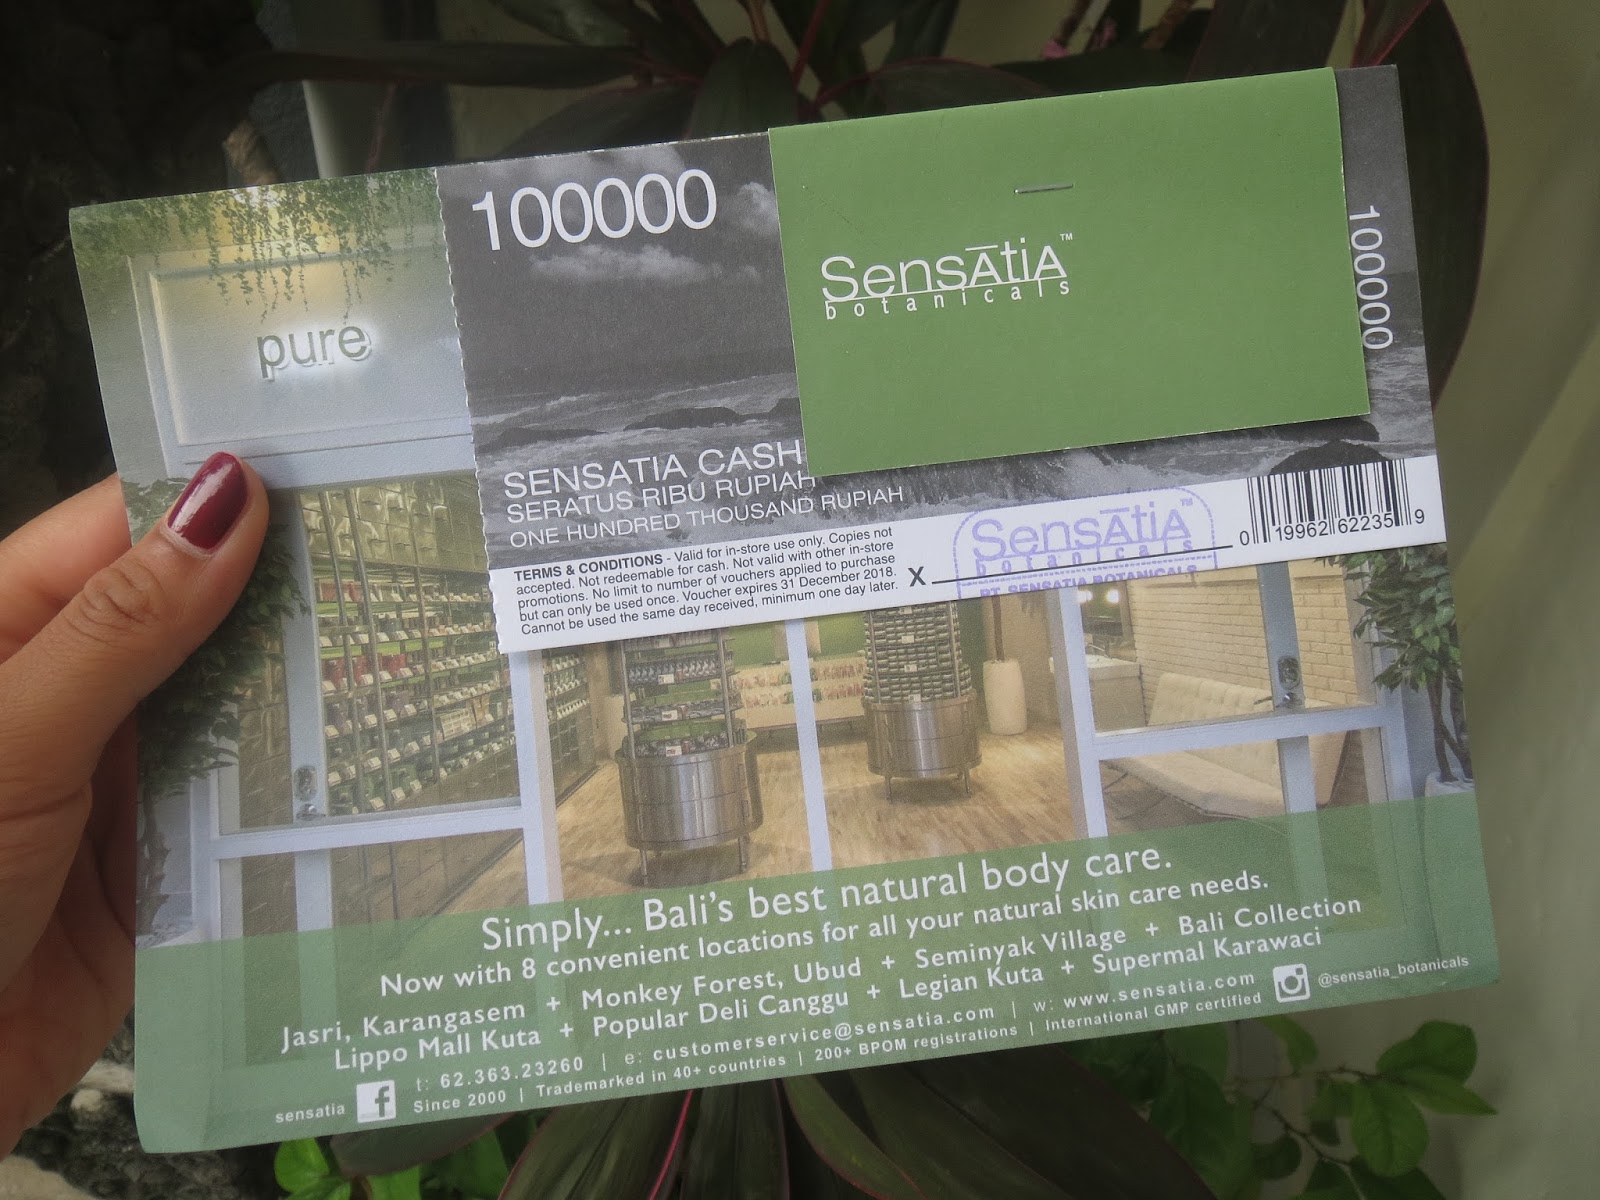 pure
100000
SensĀtiA™
botanicals
100000
SENSATIA CASH
SERATUS RIBU RUPIAH
ONE HUNDRED THOUSAND RUPIAH
TERMS & CONDITIONS - Valid for in-store use only. Copies not
accepted. Not redeemable for cash. Not valid with other in-store
promotions. No limit to number of vouchers applied to purchase
but can only be used once. Voucher expires 31 December 2018.
Cannot be used the same day received, minimum one day later.
X
SensĀtiA™
botanicals
PT. SENSATIA BOTANICALS
0 19962 62235 9
Simply... Bali's best natural body care.
Now with 8 convenient locations for all your natural skin care needs.
Jasri, Karangasem + Monkey Forest, Ubud + Seminyak Village + Bali Collection
Lippo Mall Kuta + Popular Deli Canggu + Legian Kuta + Supermal Karawaci
sensatia f t: 62.363.23260 | e: customerservice@sensatia.com | w: www.sensatia.com @sensatia_botanicals
Since 2000 | Trademarked in 40+ countries | 200+ BPOM registrations | International GMP certified